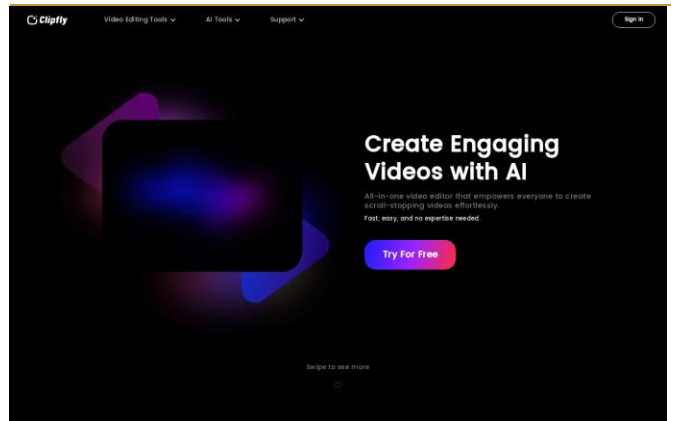 Clipfly
Video Editing Tools
AI Tools
Support
Sign in
Create Engaging
Videos with AI
All-in-one video editor that empowers everyone to create
scroll-stopping videos effortlessly.
Fast, easy, and no expertise needed.
Try For Free
Swipe to see more